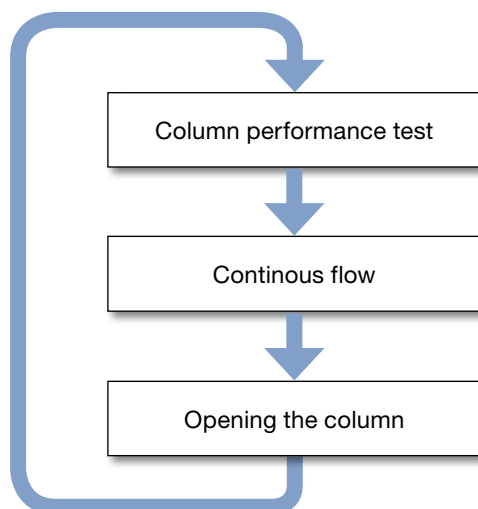 Column performance test
Continous flow
Opening the column